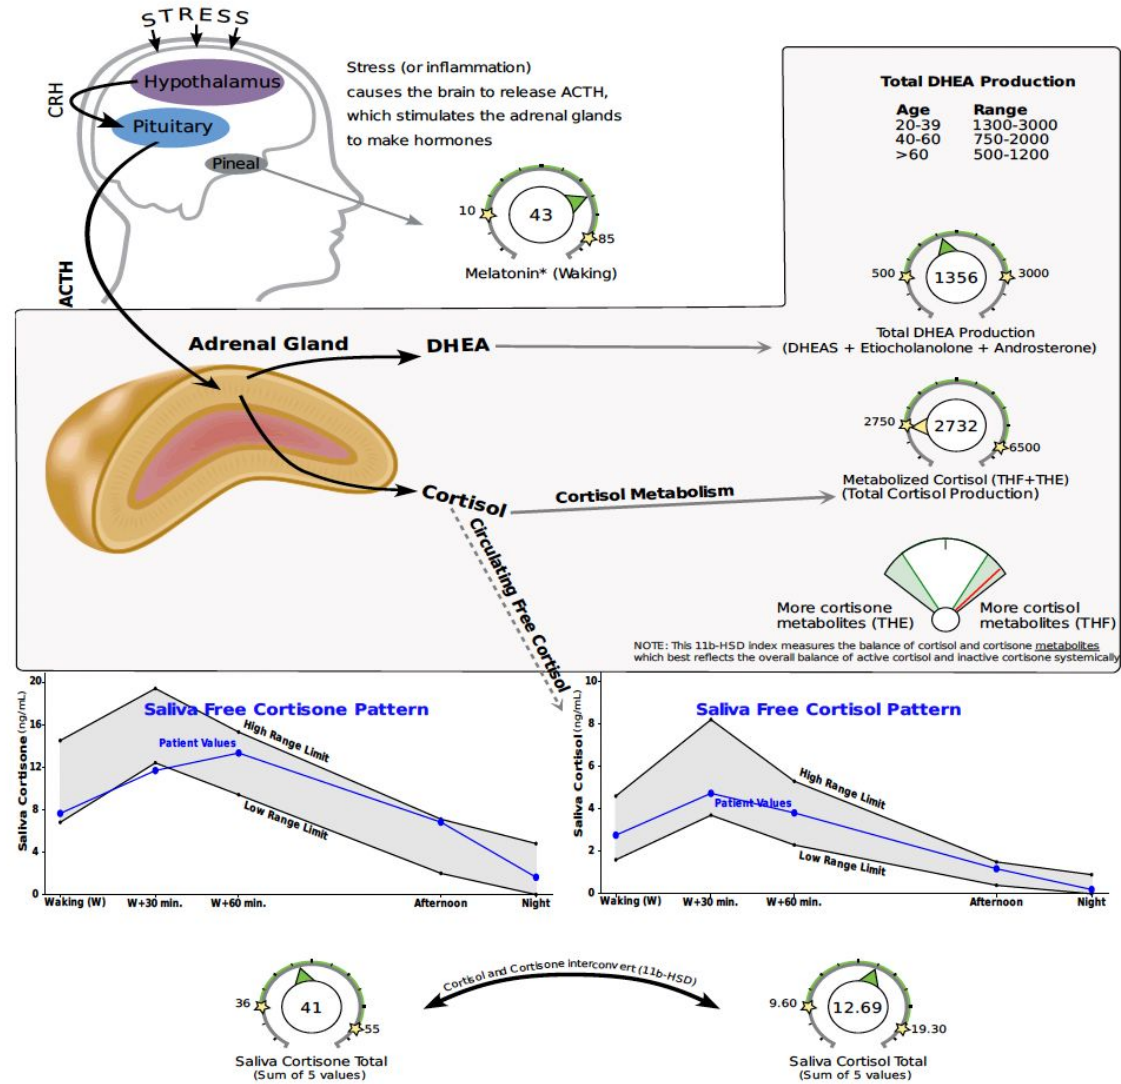 STRESS
Hypothalamus
CRH
Pituitary
Pineal
ACTH
Stress (or inflammation)
causes the brain to release ACTH,
which stimulates the adrenal glands
to make hormones
10
43
85
Melatonin* (Waking)
Total DHEA Production
Age Range
20-39 1300-3000
40-60 750-2000
>60 500-1200
500
1356
3000
Total DHEA Production
(DHEAS + Etiocholanolone + Androsterone)
Adrenal Gland
DHEA
2750
2732
6500
Metabolized Cortisol (THF+THE)
(Total Cortisol Production)
Cortisol
Cortisol Metabolism
Circulating Free Cortisol
More cortisone
metabolites (THE)
More cortisol
metabolites (THF)
NOTE: This 11b-HSD index measures the balance of cortisol and cortisone metabolites
which best reflects the overall balance of active cortisol and inactive cortisone systemically
Saliva Free Cortisone Pattern
Saliva Cortisone (ng/mL)
20
16
12
8
4
0
High Range Limit
Patient Values
Low Range Limit
Waking (W) W+30 min. W+60 min. Afternoon Night
Saliva Free Cortisol Pattern
Saliva Cortisol (ng/mL)
10
8
6
4
2
0
High Range Limit
Patient Values
Low Range Limit
Waking (W) W+30 min. W+60 min. Afternoon Night
Cortisol and Cortisone interconvert (11b-HSD)
36
41
55
Saliva Cortisone Total
(Sum of 5 values)
9.60
12.69
19.30
Saliva Cortisol Total
(Sum of 5 values)